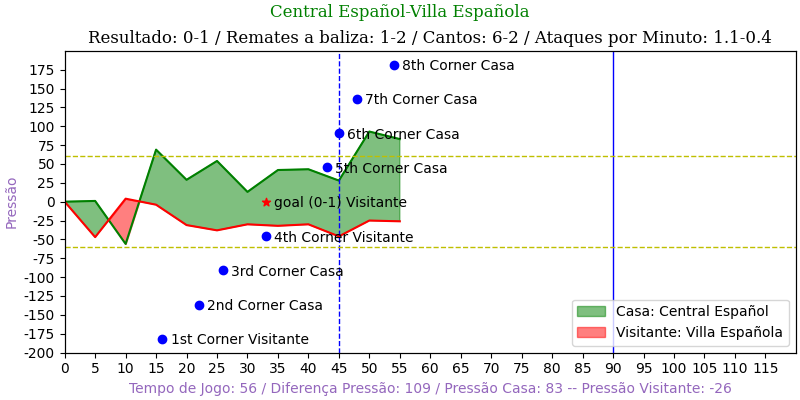 Central Español-Villa Española
Resultado: 0-1 / Remates a baliza: 1-2 / Cantos: 6-2 / Ataques por Minuto: 1.1-0.4
175
150
125
100
75
50
25
0
-25
-50
-75
-100
-125
-150
-175
-200
Pressão
8th Corner Casa
7th Corner Casa
6th Corner Casa
5th Corner Casa
goal (0-1) Visitante
4th Corner Visitante
3rd Corner Casa
2nd Corner Casa
1st Corner Visitante
Casa: Central Español
Visitante: Villa Española
0 5 10 15 20 25 30 35 40 45 50 55 60 65 70 75 80 85 90 95 100 105 110 115
Tempo de Jogo: 56 / Diferença Pressão: 109 / Pressão Casa: 83 -- Pressão Visitante: -26